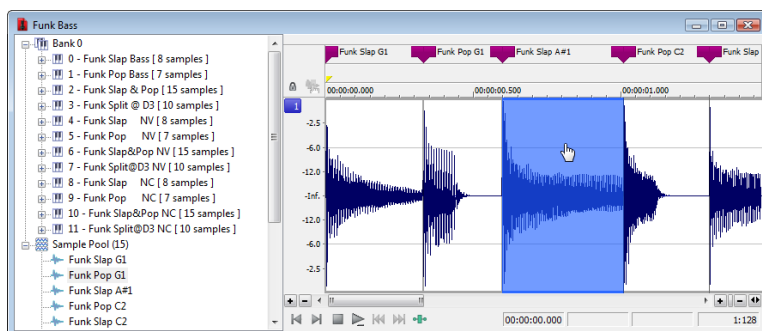 Funk Bass
Bank 0
0 - Funk Slap Bass [ 8 samples ]
1 - Funk Pop Bass [ 7 samples ]
2 - Funk Slap & Pop [ 15 samples ]
3 - Funk Split @ D3 [ 10 samples ]
4 - Funk Slap NV [ 8 samples ]
5 - Funk Pop NV [ 7 samples ]
6 - Funk Slap&Pop NV [ 15 samples ]
7 - Funk Split@D3 NV [ 10 samples ]
8 - Funk Slap NC [ 8 samples ]
9 - Funk Pop NC [ 7 samples ]
10 - Funk Slap&Pop NC [ 15 samples ]
11 - Funk Split@D3 NC [ 10 samples ]
Sample Pool (15)
Funk Slap G1
Funk Pop G1
Funk Slap A#1
Funk Pop C2
Funk Slap C2
Funk Slap G1 Funk Pop G1 Funk Slap A#1 Funk Pop C2 Funk Slap
00:00:00.000 00:00:00.500 00:00:01.000
1
-2.5
-6.0
-12.0
-Inf.
-12.0
-6.0
-2.5
00:00:00.000 1:128